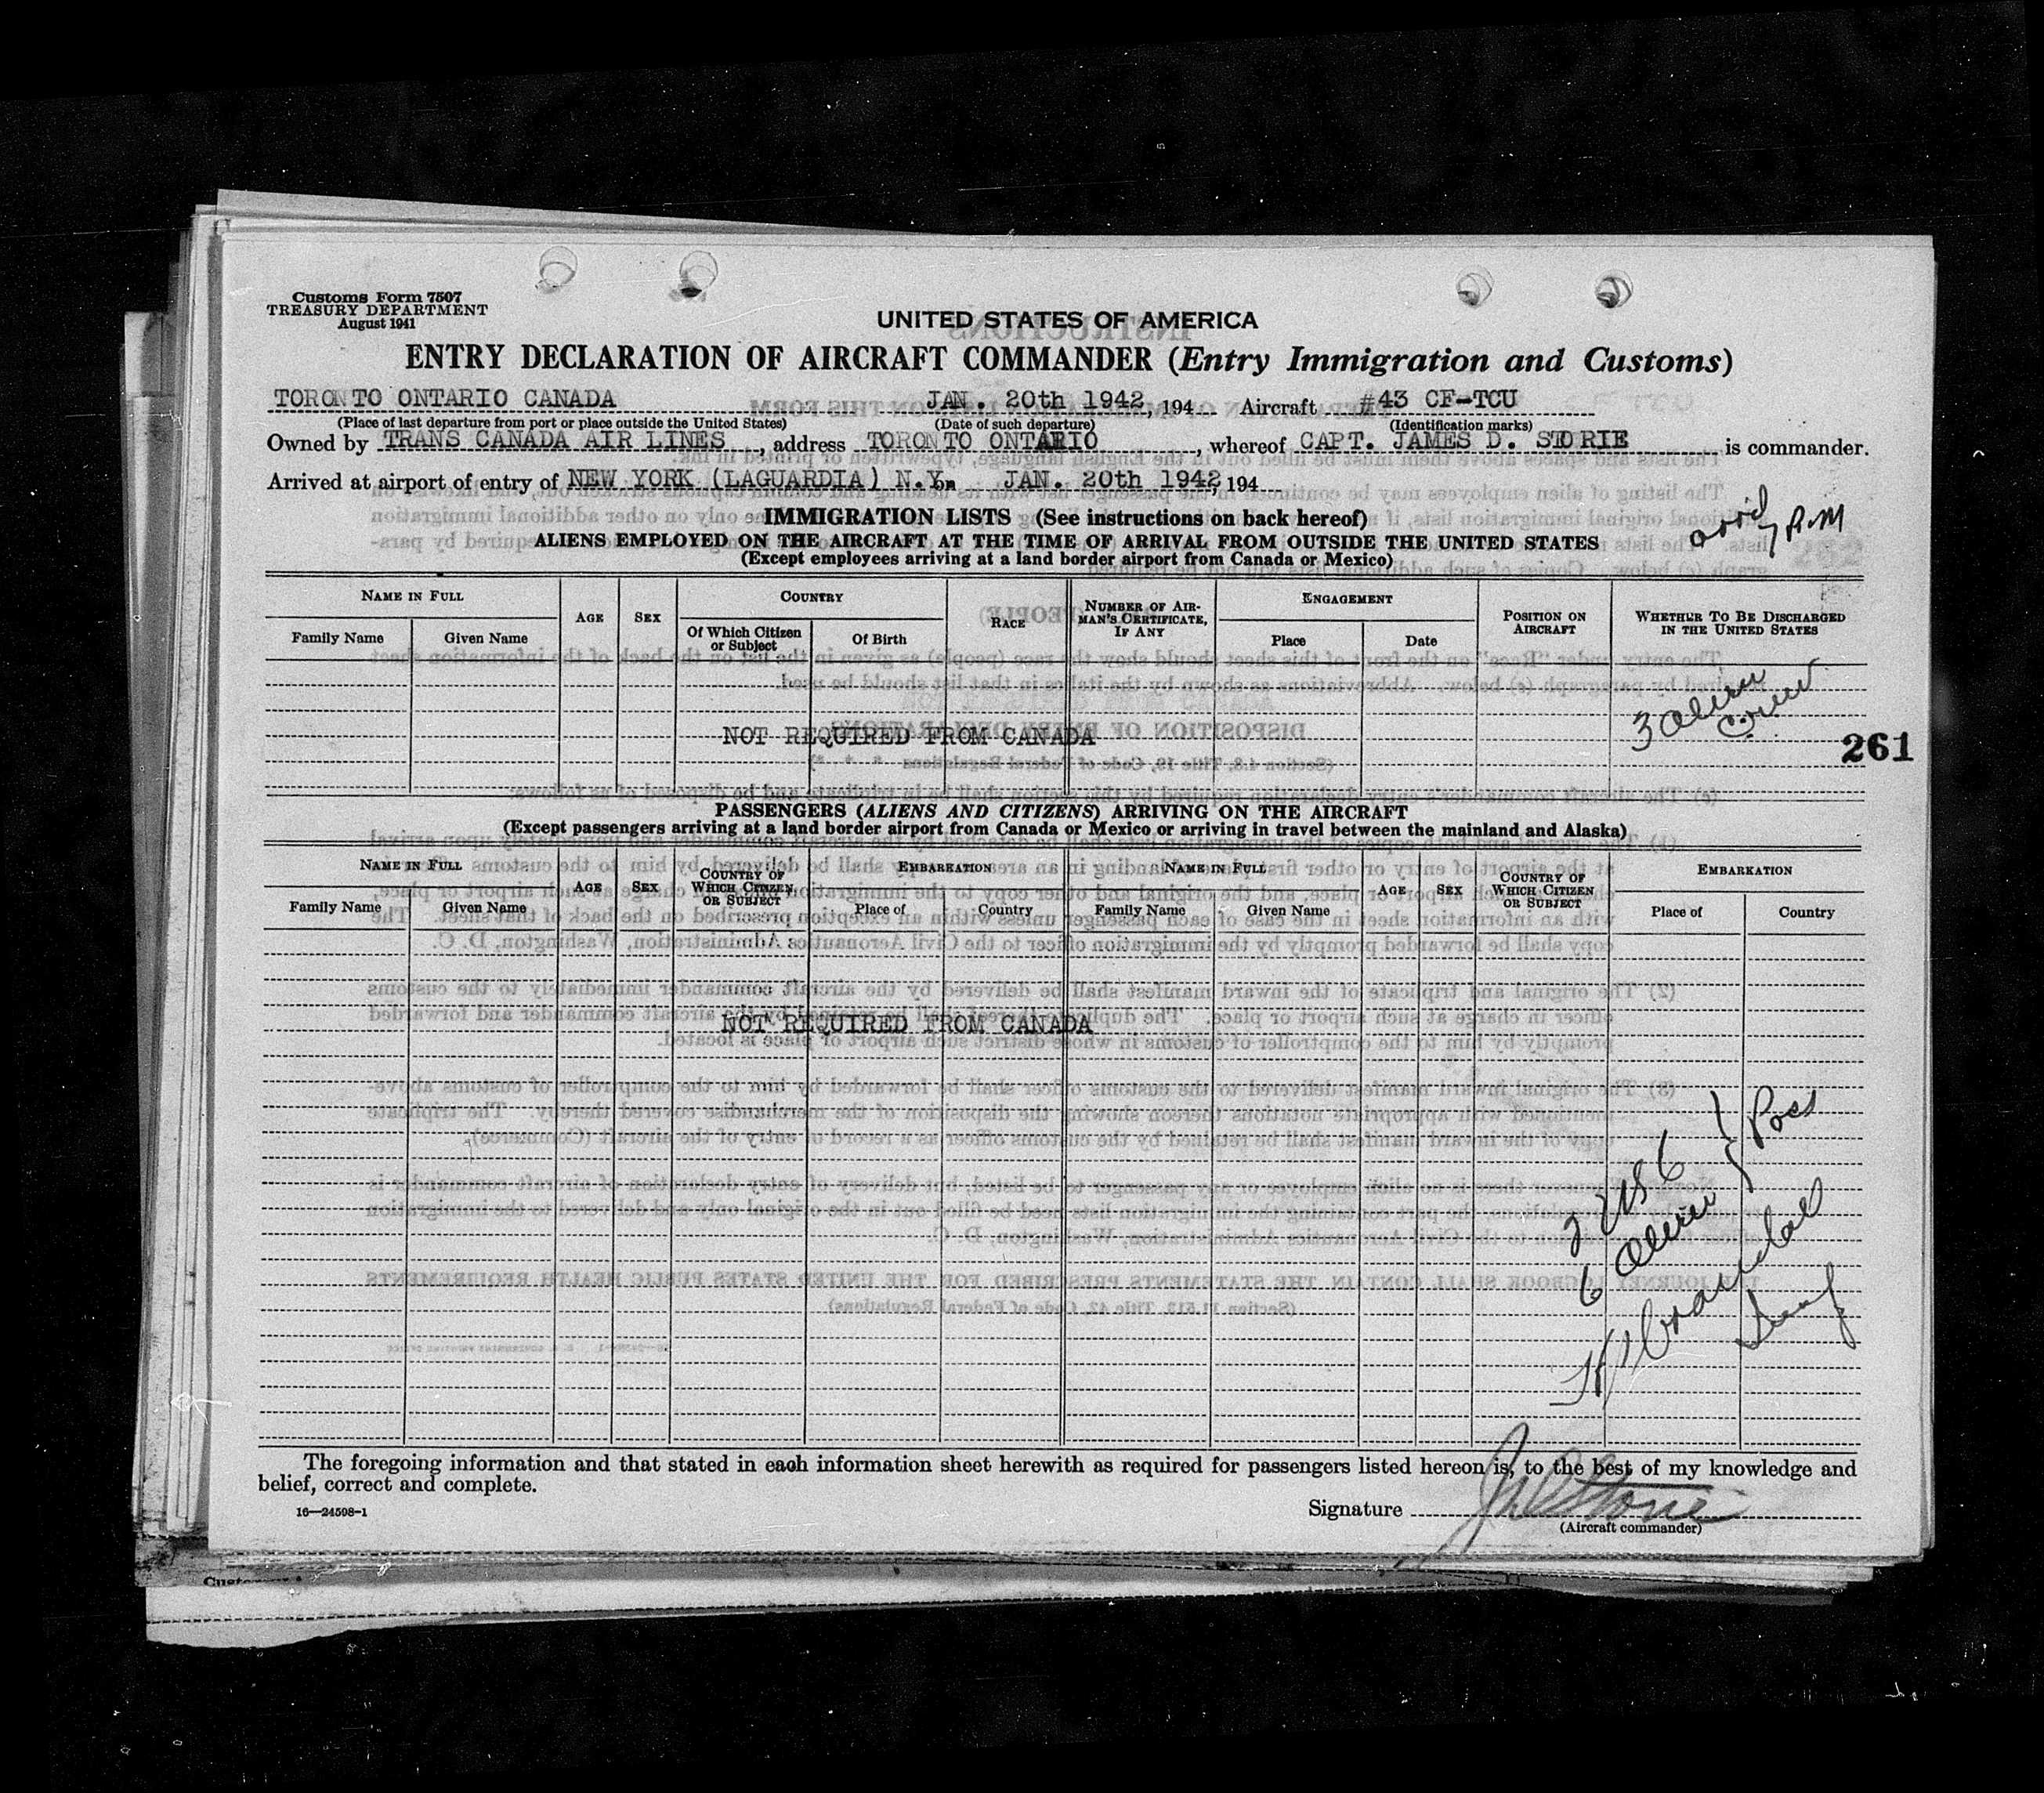 Customs Form 7507
TREASURY DEPARTMENT
August 1941
UNITED STATES OF AMERICA
ENTRY DECLARATION OF AIRCRAFT COMMANDER (Entry Immigration and Customs)
TORONTO ONTARIO CANADA JAN. 20th 1942, 194 Aircraft #43 CF-TCU
(Place of last departure from port or place outside the United States) (Date of such departure) (Identification marks)
Owned by TRANS CANADA AIR LINES, address TORONTO ONTARIO, whereof CAPT. JAMES D. STORIE is commander.
Arrived at airport of entry of NEW YORK (LAGUARDIA) N.Y. on JAN. 20th 1942, 194
IMMIGRATION LISTS (See instructions on back hereof)
7 P.M
ALIENS EMPLOYED ON THE AIRCRAFT AT THE TIME OF ARRIVAL FROM OUTSIDE THE UNITED STATES
(Except employees arriving at a land border airport from Canada or Mexico)
NAME IN FULL AGE SEX COUNTRY RACE NUMBER OF AIRMAN'S CERTIFICATE, IF ANY ENGAGEMENT POSITION ON AIRCRAFT WHETHER TO BE DISCHARGED IN THE UNITED STATES
Family Name Given Name Of Which Citizen or Subject Of Birth Place Date
3 alien
crew
NOT REQUIRED FROM CANADA
261
PASSENGERS (ALIENS AND CITIZENS) ARRIVING ON THE AIRCRAFT
(Except passengers arriving at a land border airport from Canada or Mexico or arriving in travel between the mainland and Alaska)
NAME IN FULL AGE SEX COUNTRY OF WHICH CITIZEN OR SUBJECT EMBARKATION NAME IN FULL AGE SEX COUNTRY OF WHICH CITIZEN OR SUBJECT EMBARKATION
Family Name Given Name Place of Country Family Name Given Name Place of Country
NOT REQUIRED FROM CANADA
3 USC
6 alien
Pass
The foregoing information and that stated in each information sheet herewith as required for passengers listed hereon is, to the best of my knowledge and
belief, correct and complete.
16—24598-1
Signature J D Storie
(Aircraft commander)